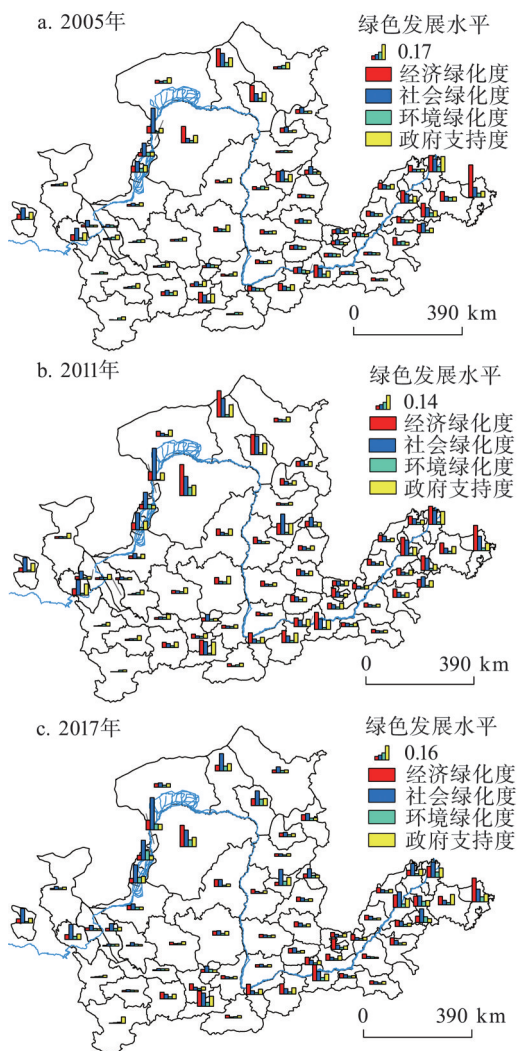 a. 2005年
绿色发展水平
0.17
经济绿化度
社会绿化度
环境绿化度
政府支持度
0 390 km
b. 2011年
绿色发展水平
0.14
经济绿化度
社会绿化度
环境绿化度
政府支持度
0 390 km
c. 2017年
绿色发展水平
0.16
经济绿化度
社会绿化度
环境绿化度
政府支持度
0 390 km